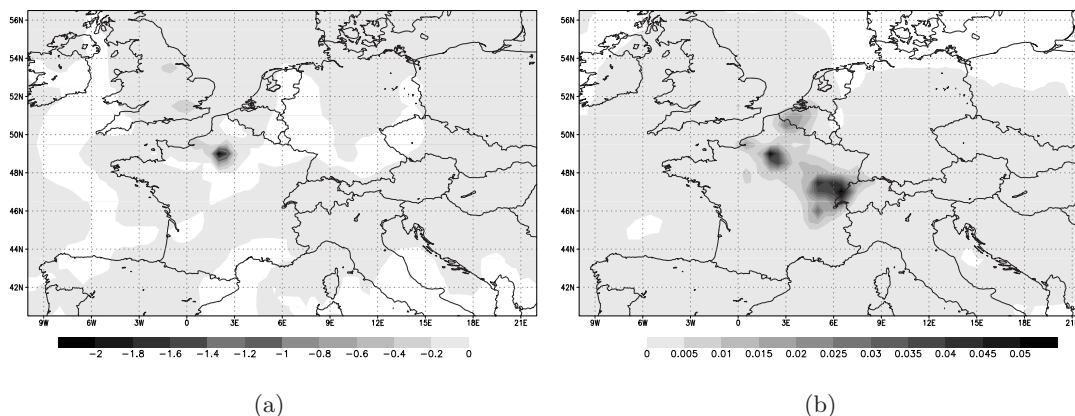 56N
54N
52N
50N
48N
46N
44N
42N
9W 6W 3W 0 3E 6E 9E 12E 15E 18E 21E
-2 -1.8 -1.6 -1.4 -1.2 -1 -0.8 -0.6 -0.4 -0.2 0
(a)
56N
54N
52N
50N
48N
46N
44N
42N
9W 6W 3W 0 3E 6E 9E 12E 15E 18E 21E
0 0.005 0.01 0.015 0.02 0.025 0.03 0.035 0.04 0.045 0.05
(b)